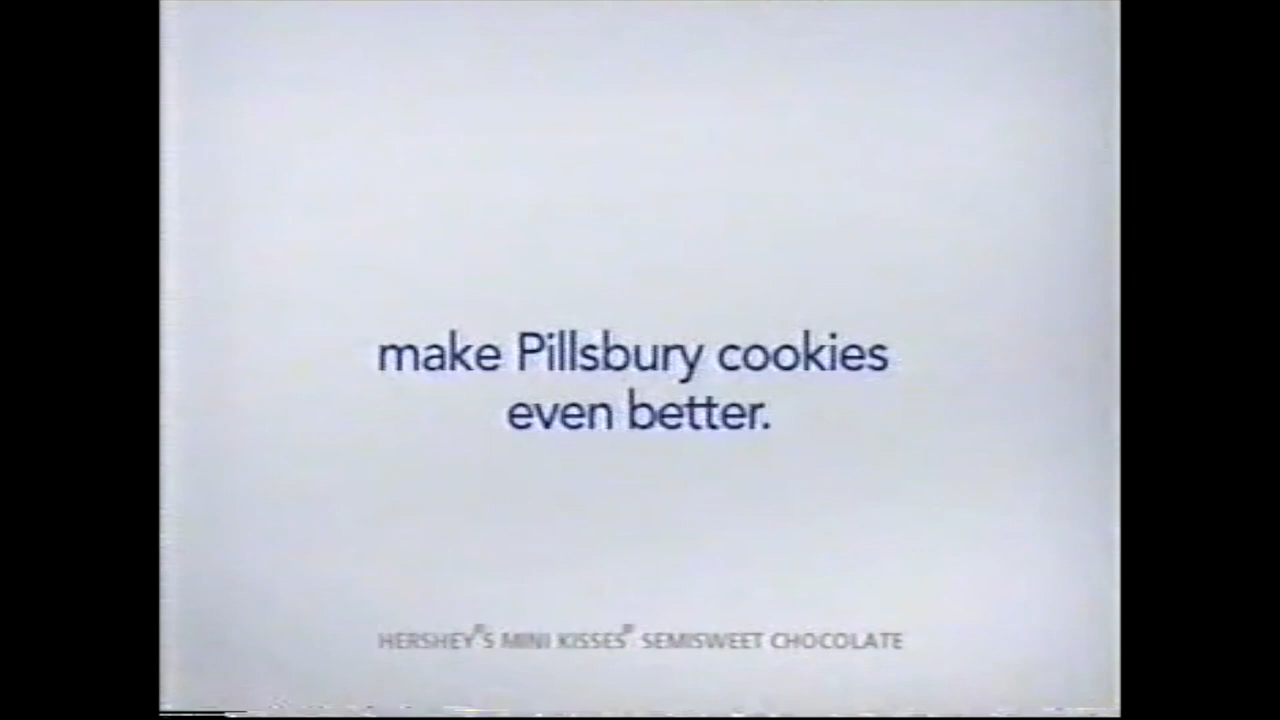 make Pillsbury cookies
even better.
HERSHEY®S MINI KISSES® SEMISWEET CHOCOLATE